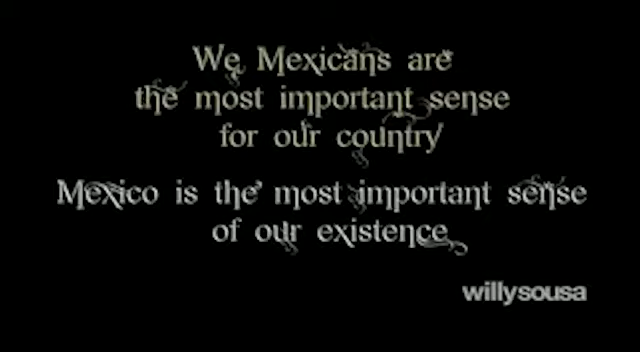 We Mexicans are
the most important sense
for our country
Mexico is the most important sense
of our existence
willysousa